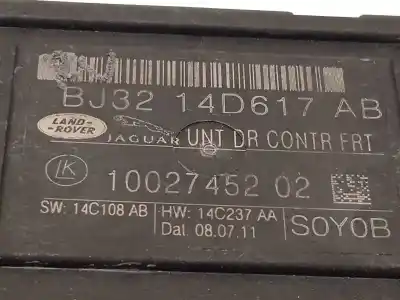 BJ32 14D617 AB
LAND-
ROVER
JAGUAR UNT DR CONTR FRT
LK 10027452 02
SW: 14C108 AB HW: 14C237 AA
Dat. 08.07.11
SOYOB